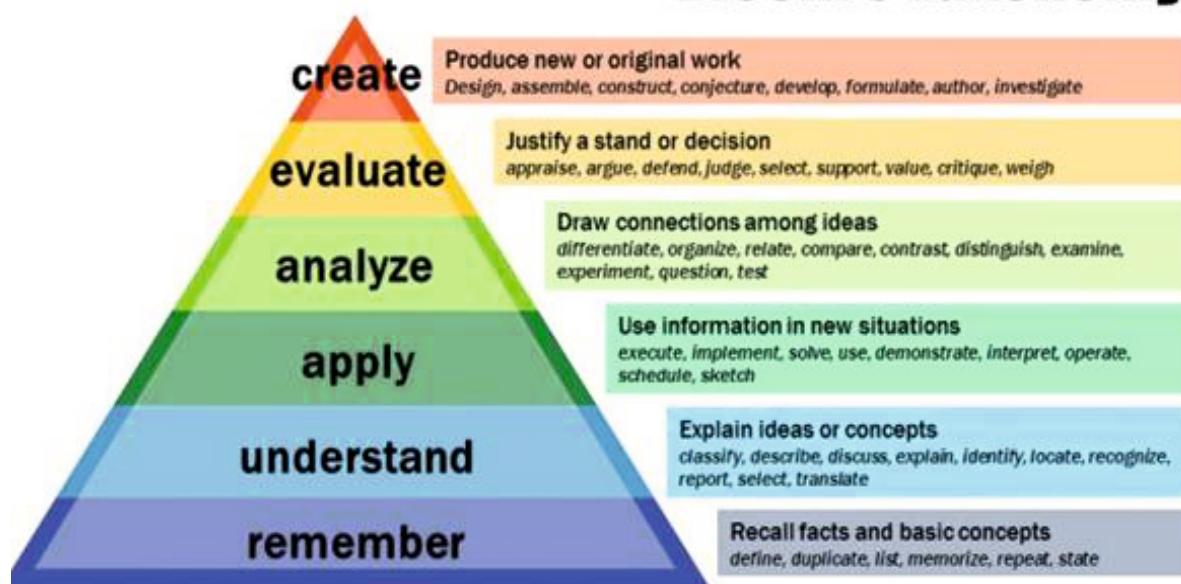 create
Produce new or original work
Design, assemble, construct, conjecture, develop, formulate, author, investigate
evaluate
Justify a stand or decision
appraise, argue, defend, judge, select, support, value, critique, weigh
analyze
Draw connections among ideas
differentiate, organize, relate, compare, contrast, distinguish, examine,
experiment, question, test
apply
Use information in new situations
execute, implement, solve, use, demonstrate, interpret, operate,
schedule, sketch
understand
Explain ideas or concepts
classify, describe, discuss, explain, identify, locate, recognize,
report, select, translate
remember
Recall facts and basic concepts
define, duplicate, list, memorize, repeat, state